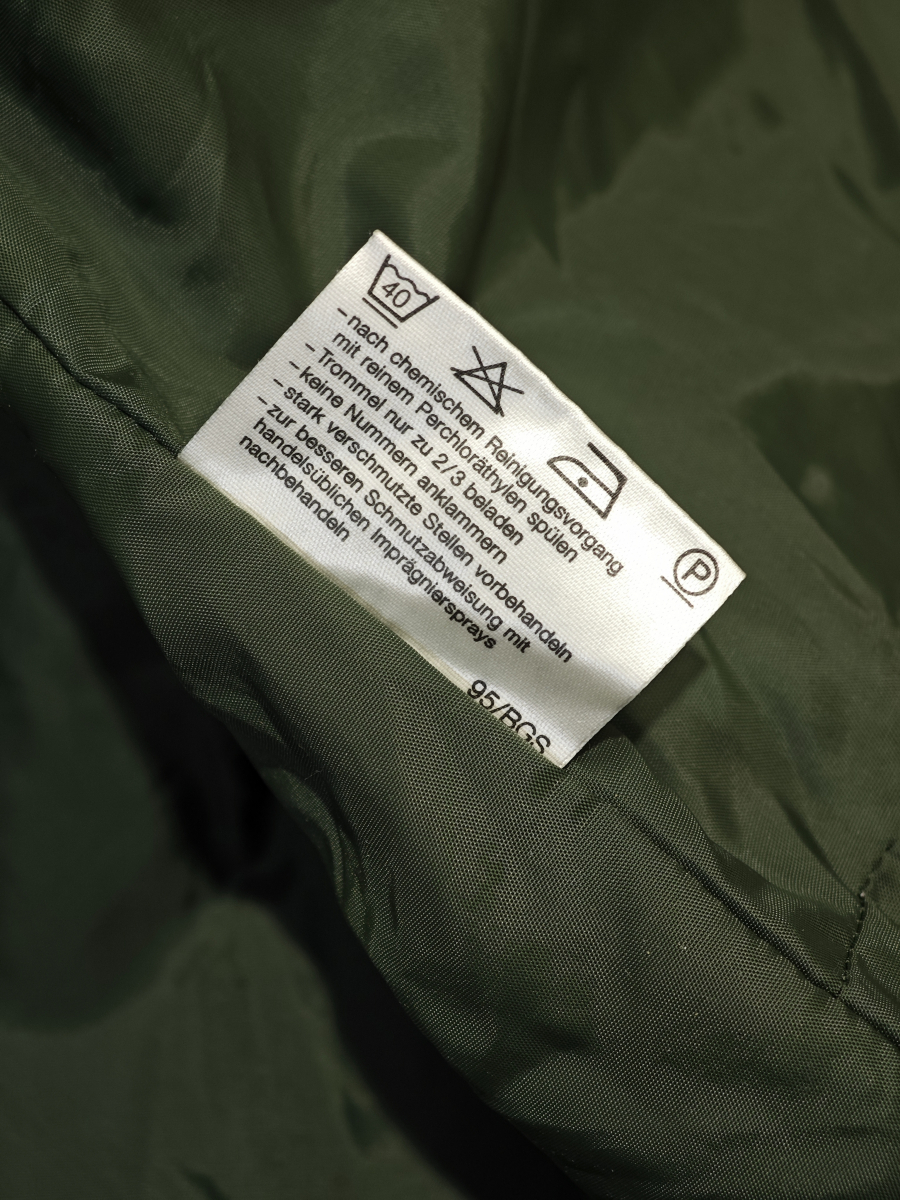 40
P
–nach chemischem Reinigungsvorgang
mit reinem Perchloräthylen spülen
–Trommel nur zu 2/3 beladen
–keine Nummern anklammern
–stark verschmutzte Stellen vorbehandeln
–zur besseren Schmutzabweisung mit
handelsüblichen Imprägniersprays
nachbehandeln
95/BGS